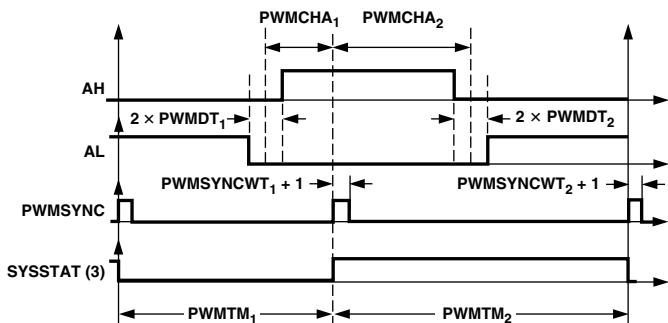 PWMCHA1 PWMCHA2
AH
2 × PWMDT1 2 × PWMDT2
AL
PWMSYNCWT1 + 1 PWMSYNCWT2 + 1
PWMSYNC
SYSSTAT (3)
PWMTM1 PWMTM2